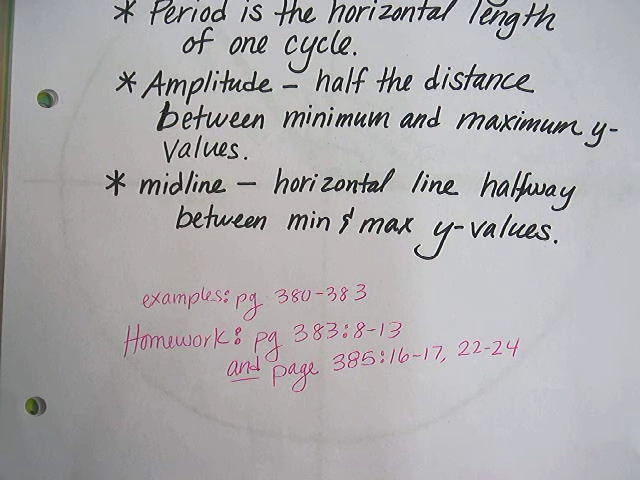 * Period is the horizontal length
of one cycle.
* Amplitude - half the distance
between minimum and maximum y-
values.
* midline - horizontal line halfway
between min & max y-values.
examples: pg 380-383
Homework: pg 383: 8-13
and page 385: 16-17, 22-24